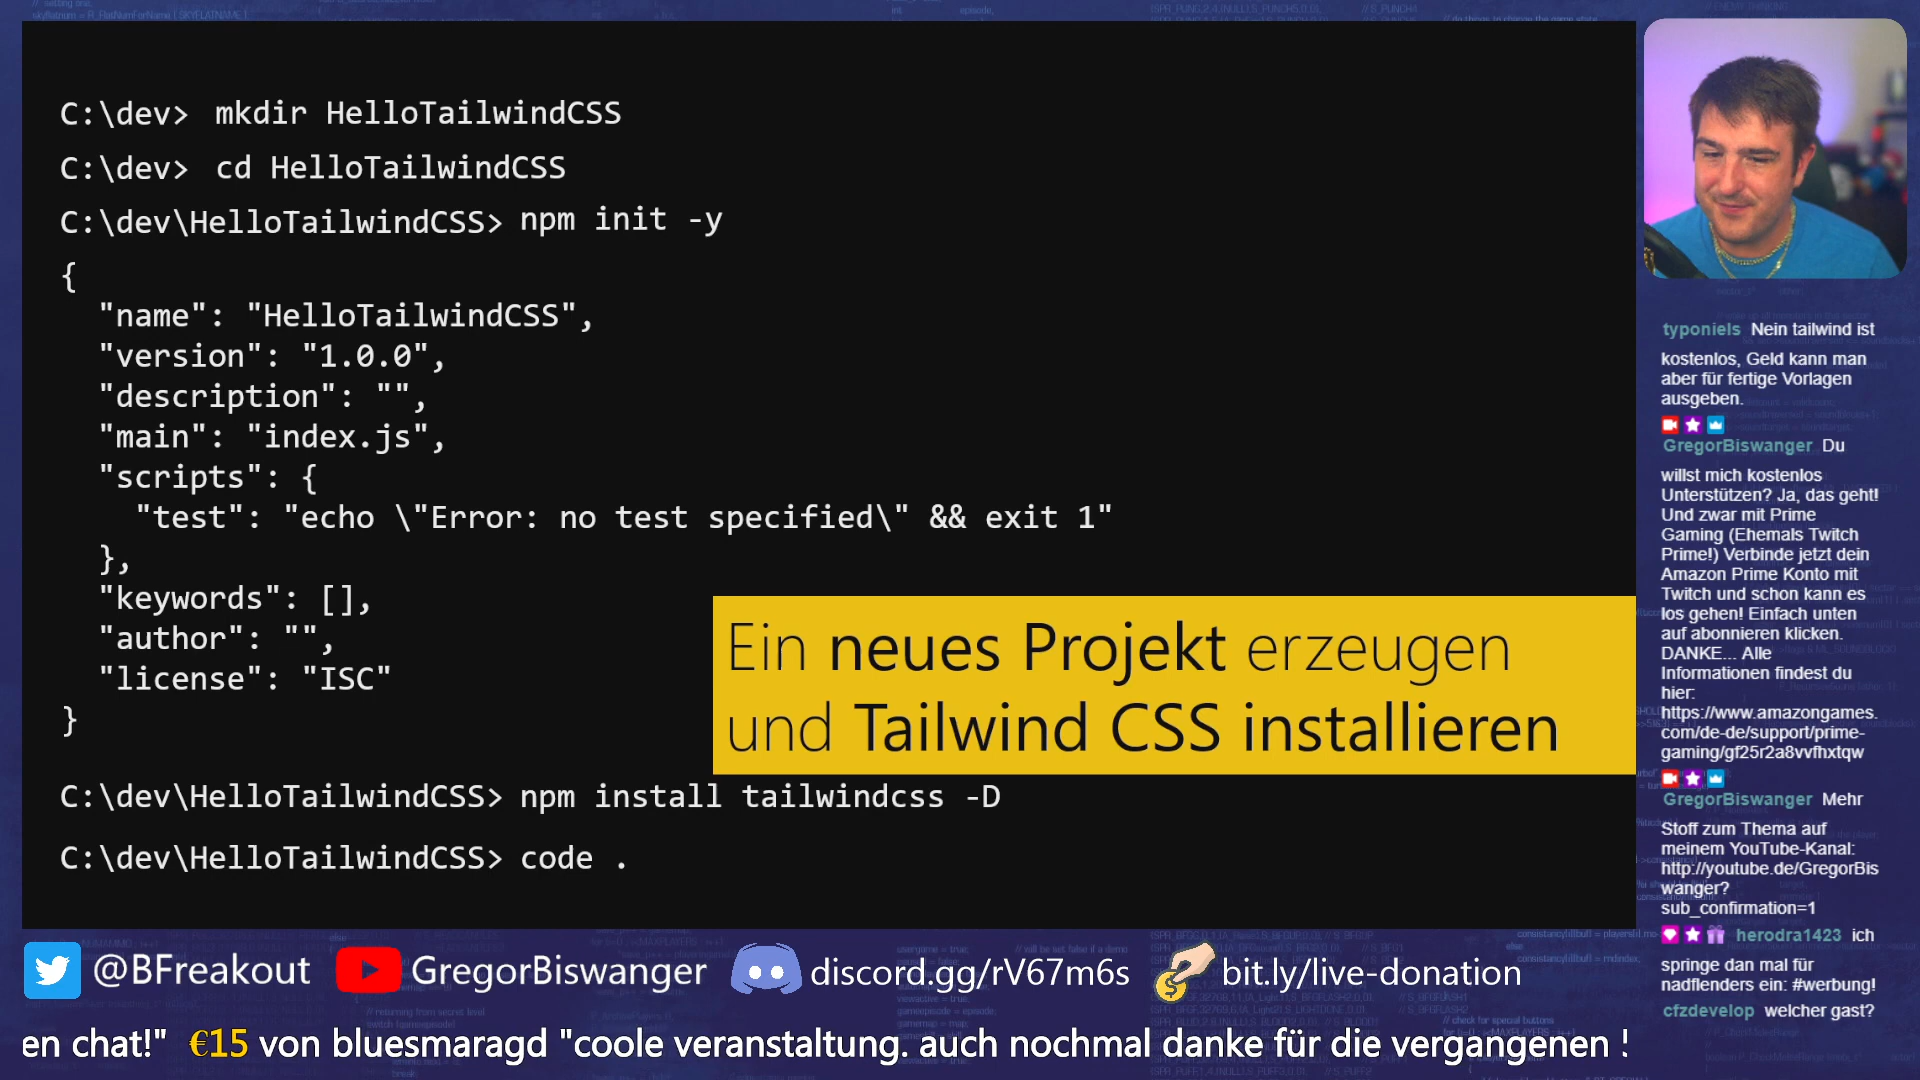 C:\dev> mkdir HelloTailwindCSS
C:\dev> cd HelloTailwindCSS
C:\dev\HelloTailwindCSS> npm init -y
{
"name": "HelloTailwindCSS",
"version": "1.0.0",
"description": "",
"main": "index.js",
"scripts": {
"test": "echo \"Error: no test specified\" && exit 1"
},
"keywords": [],
"author": "",
"license": "ISC"
}
Ein neues Projekt erzeugen
und Tailwind CSS installieren
C:\dev\HelloTailwindCSS> npm install tailwindcss -D
C:\dev\HelloTailwindCSS> code .
typoniels Nein tailwind ist
kostenlos, Geld kann man
aber für fertige Vorlagen
ausgeben.
GregorBiswanger Du
willst mich kostenlos
Unterstützen? Ja, das geht!
Und zwar mit Prime
Gaming (Ehemals Twitch
Prime!) Verbinde jetzt dein
Amazon Prime Konto mit
Twitch und schon kann es
los gehen! Einfach unten
auf abonnieren klicken.
DANKE... Alle
Informationen findest du
hier:
https://www.amazongames.
com/de-de/support/prime-
gaming/gf25r2a8vvfhxtqw
GregorBiswanger Mehr
Stoff zum Thema auf
meinem YouTube-Kanal:
http://youtube.de/GregorBis
wanger?
sub_confirmation=1
herodra1423 ich
springe dan mal für
nadflenders ein: #werbung!
cfzdevelop welcher gast?
@BFreakout GregorBiswanger discord.gg/rV67m6s bit.ly/live-donation
en chat!" €15 von bluesmaragd "coole veranstaltung. auch nochmal danke für die vergangenen !